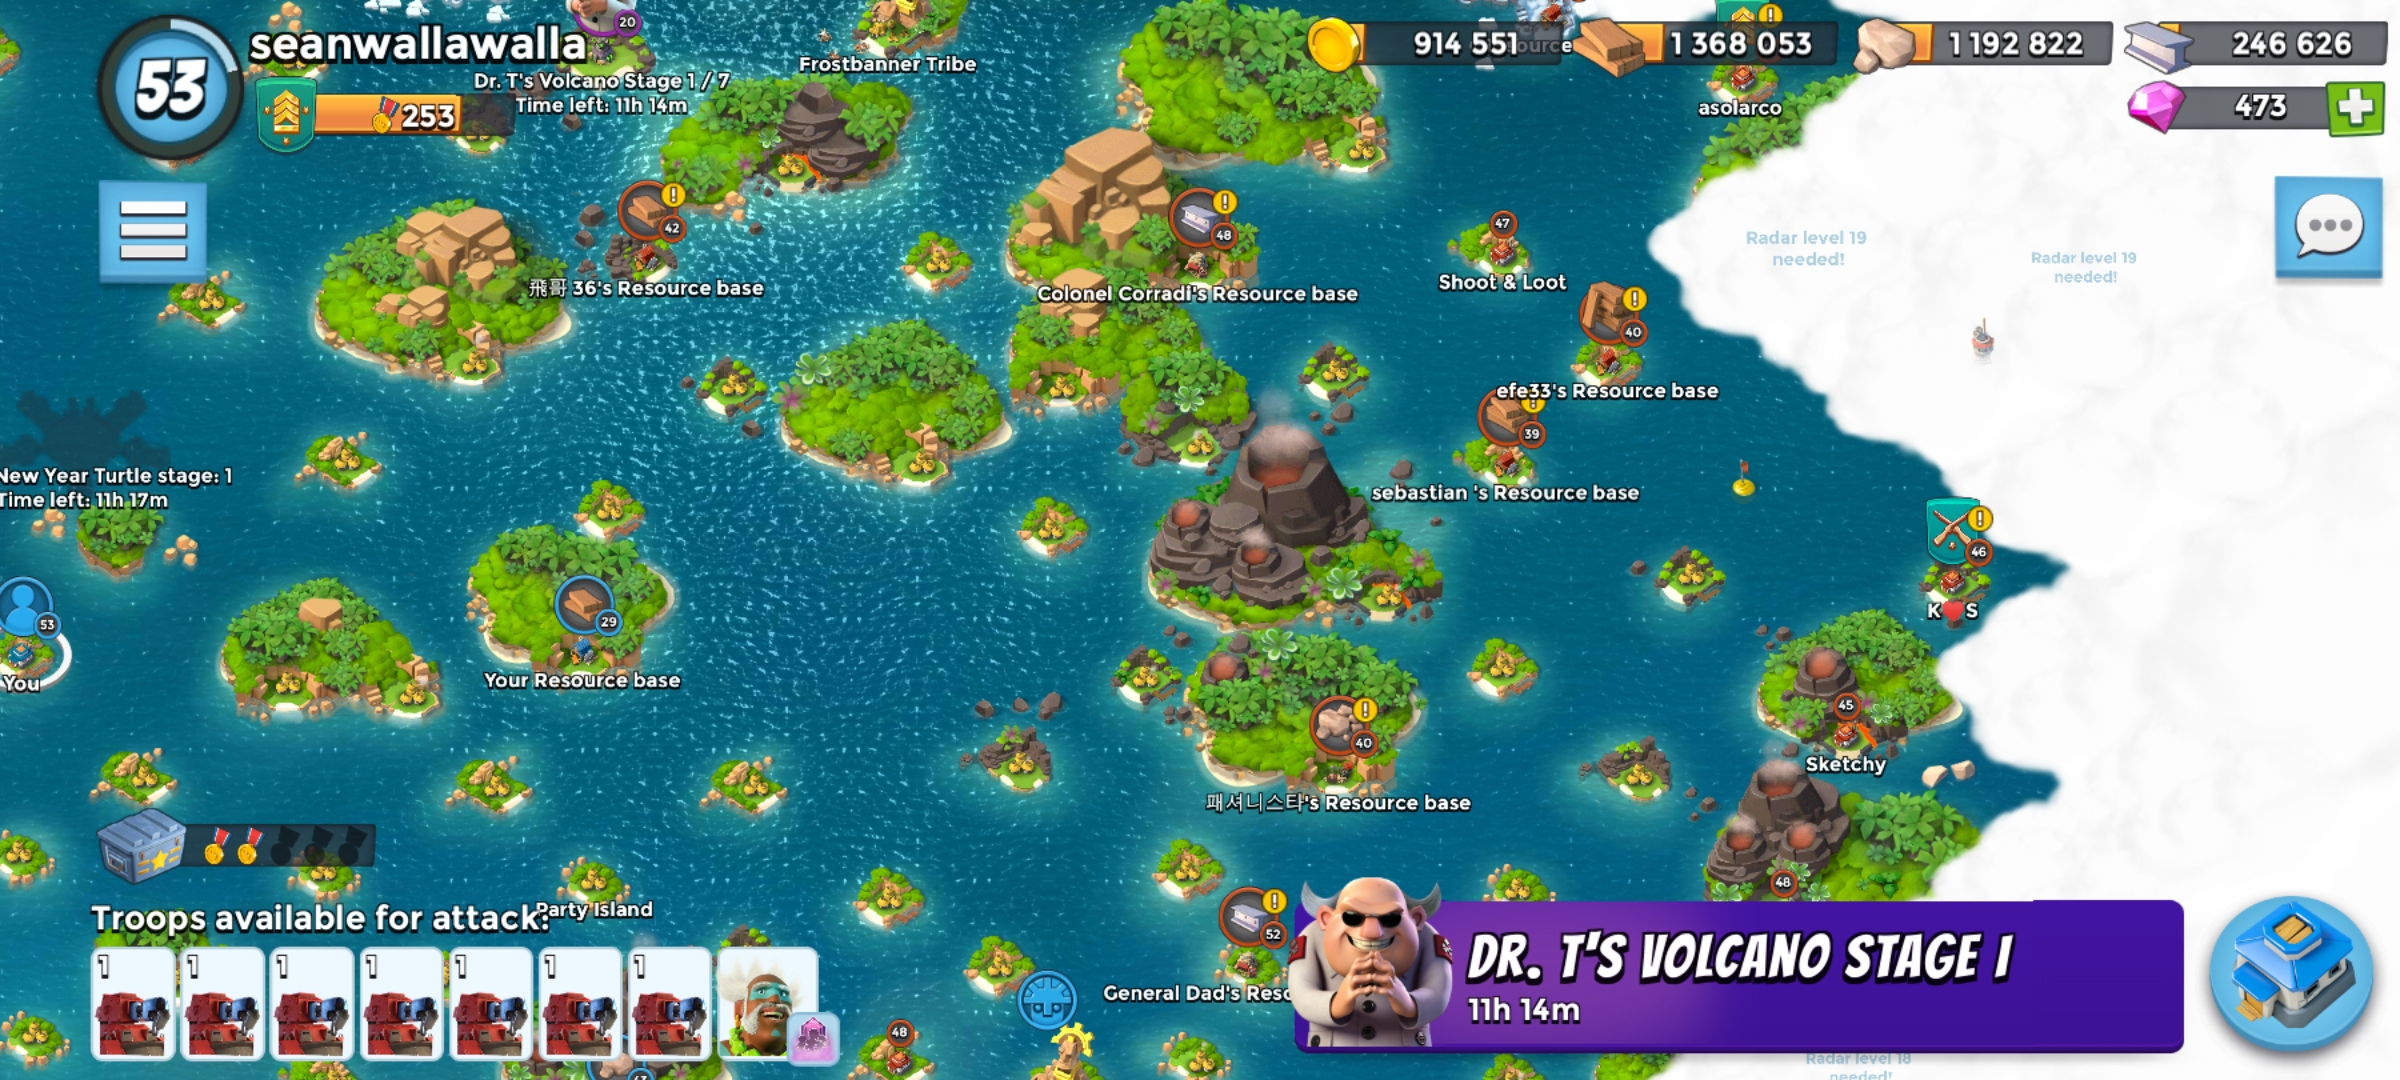 20
53
seanwallawalla
253
Dr. T's Volcano Stage 1 / 7
Time left: 11h 14m
Frostbanner Tribe
914 551
1 368 053
1 192 822
246 626
473
asolarco
42
飛哥 36's Resource base
48
Colonel Corradi's Resource base
47
Shoot & Loot
Radar level 19
needed!
Radar level 19
needed!
40
efe33's Resource base
39
sebastian 's Resource base
New Year Turtle stage: 1
Time left: 11h 17m
46
K❤️S
53
You
29
Your Resource base
40
패셔니스타's Resource base
45
Sketchy
48
Party Island
Troops available for attack:
1
1
1
1
1
1
1
52
General Dad's Reso
48
DR. T'S VOLCANO STAGE 1
11h 14m
Radar level 18
needed!